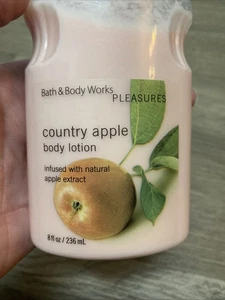 Bath & Body Works
PLEASURES
country apple
body lotion
infused with natural
apple extract
8 fl oz / 236 mL